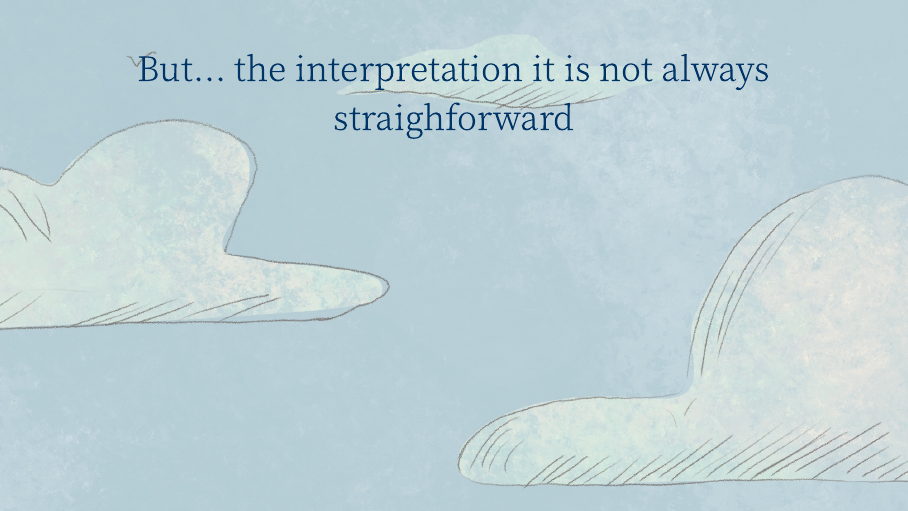 But... the interpretation it is not always
straighforward